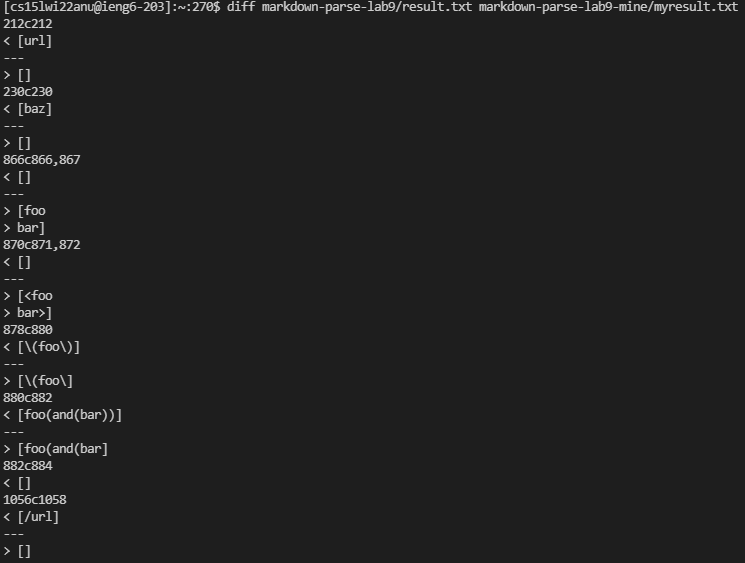 [cs15lwi22anu@ieng6-203]:~:270$ diff markdown-parse-lab9/result.txt markdown-parse-lab9-mine/myresult.txt
212c212
< [url]
---
> []
230c230
< [baz]
---
> []
866c866,867
< []
---
> [foo
> bar]
870c871,872
< []
---
> [<foo
> bar>]
878c880
< [\(foo\)]
---
> [\(foo\]
880c882
< [foo(and(bar))]
---
> [foo(and(bar]
882c884
< []
1056c1058
< [/url]
---
> []